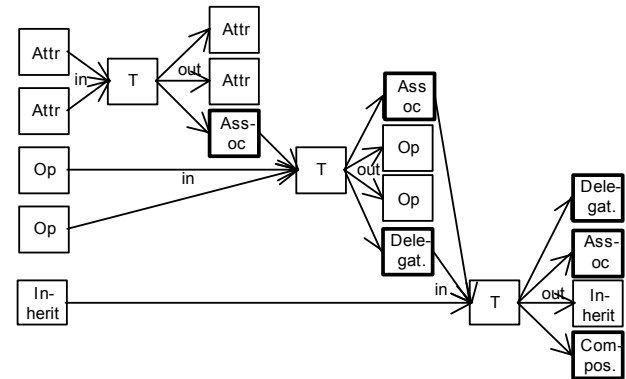 Attr
Attr
in
T
out
Attr
Attr
Ass-
oc
Op
Op
in
T
out
Ass
oc
Op
Op
Dele-
gat.
In-
herit
in
T
out
Dele-
gat.
Ass-
oc
In-
herit
Com-
pos.